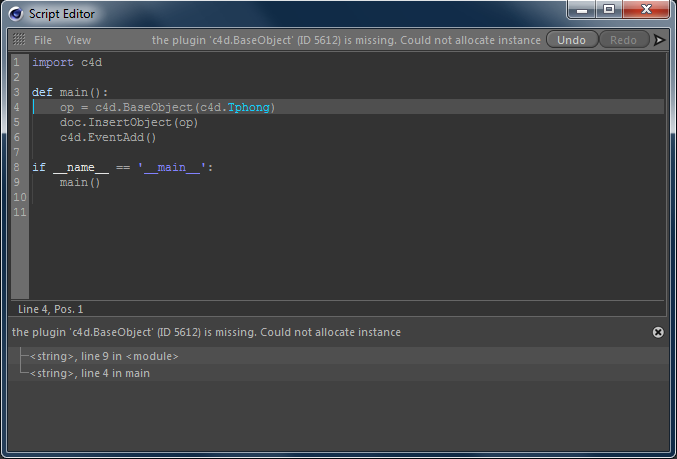 Script Editor
File View the plugin 'c4d.BaseObject' (ID 5612) is missing. Could not allocate instance Undo Redo
1 import c4d
2
3 def main():
4 op = c4d.BaseObject(c4d.Tphong)
5 doc.InsertObject(op)
6 c4d.EventAdd()
7
8 if __name__ == '__main__':
9 main()
10
11
Line 4, Pos. 1
the plugin 'c4d.BaseObject' (ID 5612) is missing. Could not allocate instance
<string>, line 9 in <module>
<string>, line 4 in main